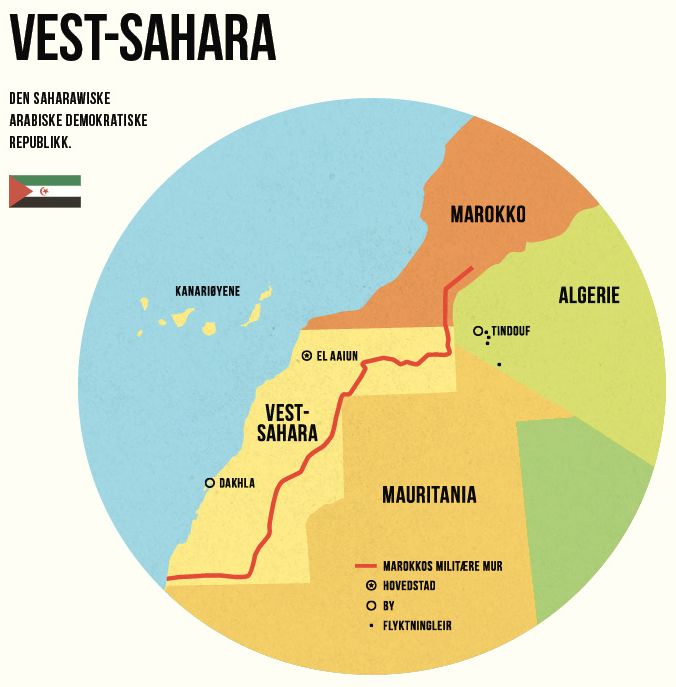 VEST-SAHARA
DEN SAHARAWISKE
ARABISKE DEMOKRATISKE
REPUBLIKK.
MAROKKO
KANARIØYENE
ALGERIE
TINDOUF
EL AAIUN
VEST-
SAHARA
DAKHLA
MAURITANIA
MAROKKOS MILITÆRE MUR
HOVEDSTAD
BY
FLYKTNINGLEIR